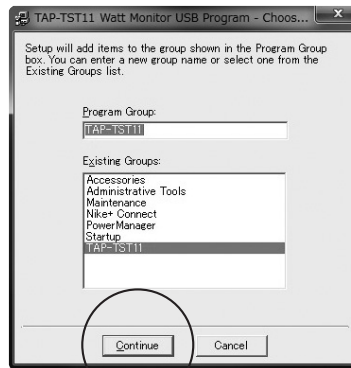 TAP-TST11 Watt Monitor USB Program - Choos...
Setup will add items to the group shown in the Program Group
box. You can enter a new group name or select one from the
Existing Groups list.
Program Group:
TAP-TST11
Existing Groups:
Accessories
Administrative Tools
Maintenance
Nike+ Connect
PowerManager
Startup
TAP-TST11
Continue
Cancel